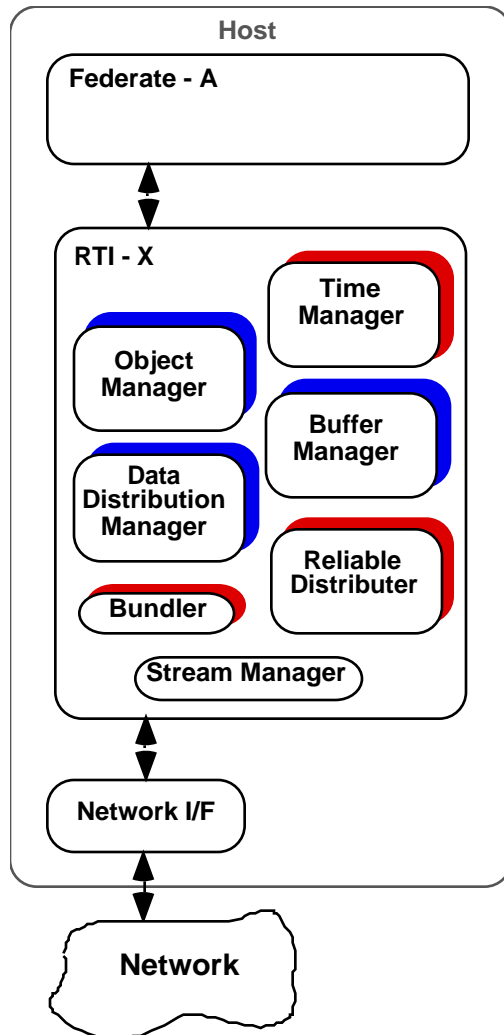 Host
Federate - A
RTI - X
Time
Manager
Object
Manager
Buffer
Manager
Data
Distribution
Manager
Reliable
Distributer
Bundler
Stream Manager
Network I/F
Network